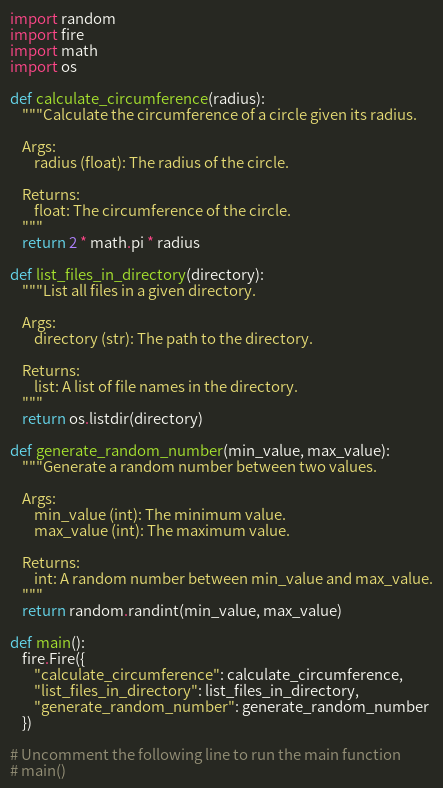 import random
import fire
import math
import os

def calculate_circumference(radius):
    """Calculate the circumference of a circle given its radius.

    Args:
        radius (float): The radius of the circle.

    Returns:
        float: The circumference of the circle.
    """
    return 2 * math.pi * radius

def list_files_in_directory(directory):
    """List all files in a given directory.

    Args:
        directory (str): The path to the directory.

    Returns:
        list: A list of file names in the directory.
    """
    return os.listdir(directory)

def generate_random_number(min_value, max_value):
    """Generate a random number between two values.

    Args:
        min_value (int): The minimum value.
        max_value (int): The maximum value.

    Returns:
        int: A random number between min_value and max_value.
    """
    return random.randint(min_value, max_value)

def main():
    fire.Fire({
        "calculate_circumference": calculate_circumference,
        "list_files_in_directory": list_files_in_directory,
        "generate_random_number": generate_random_number
    })

# Uncomment the following line to run the main function
# main()